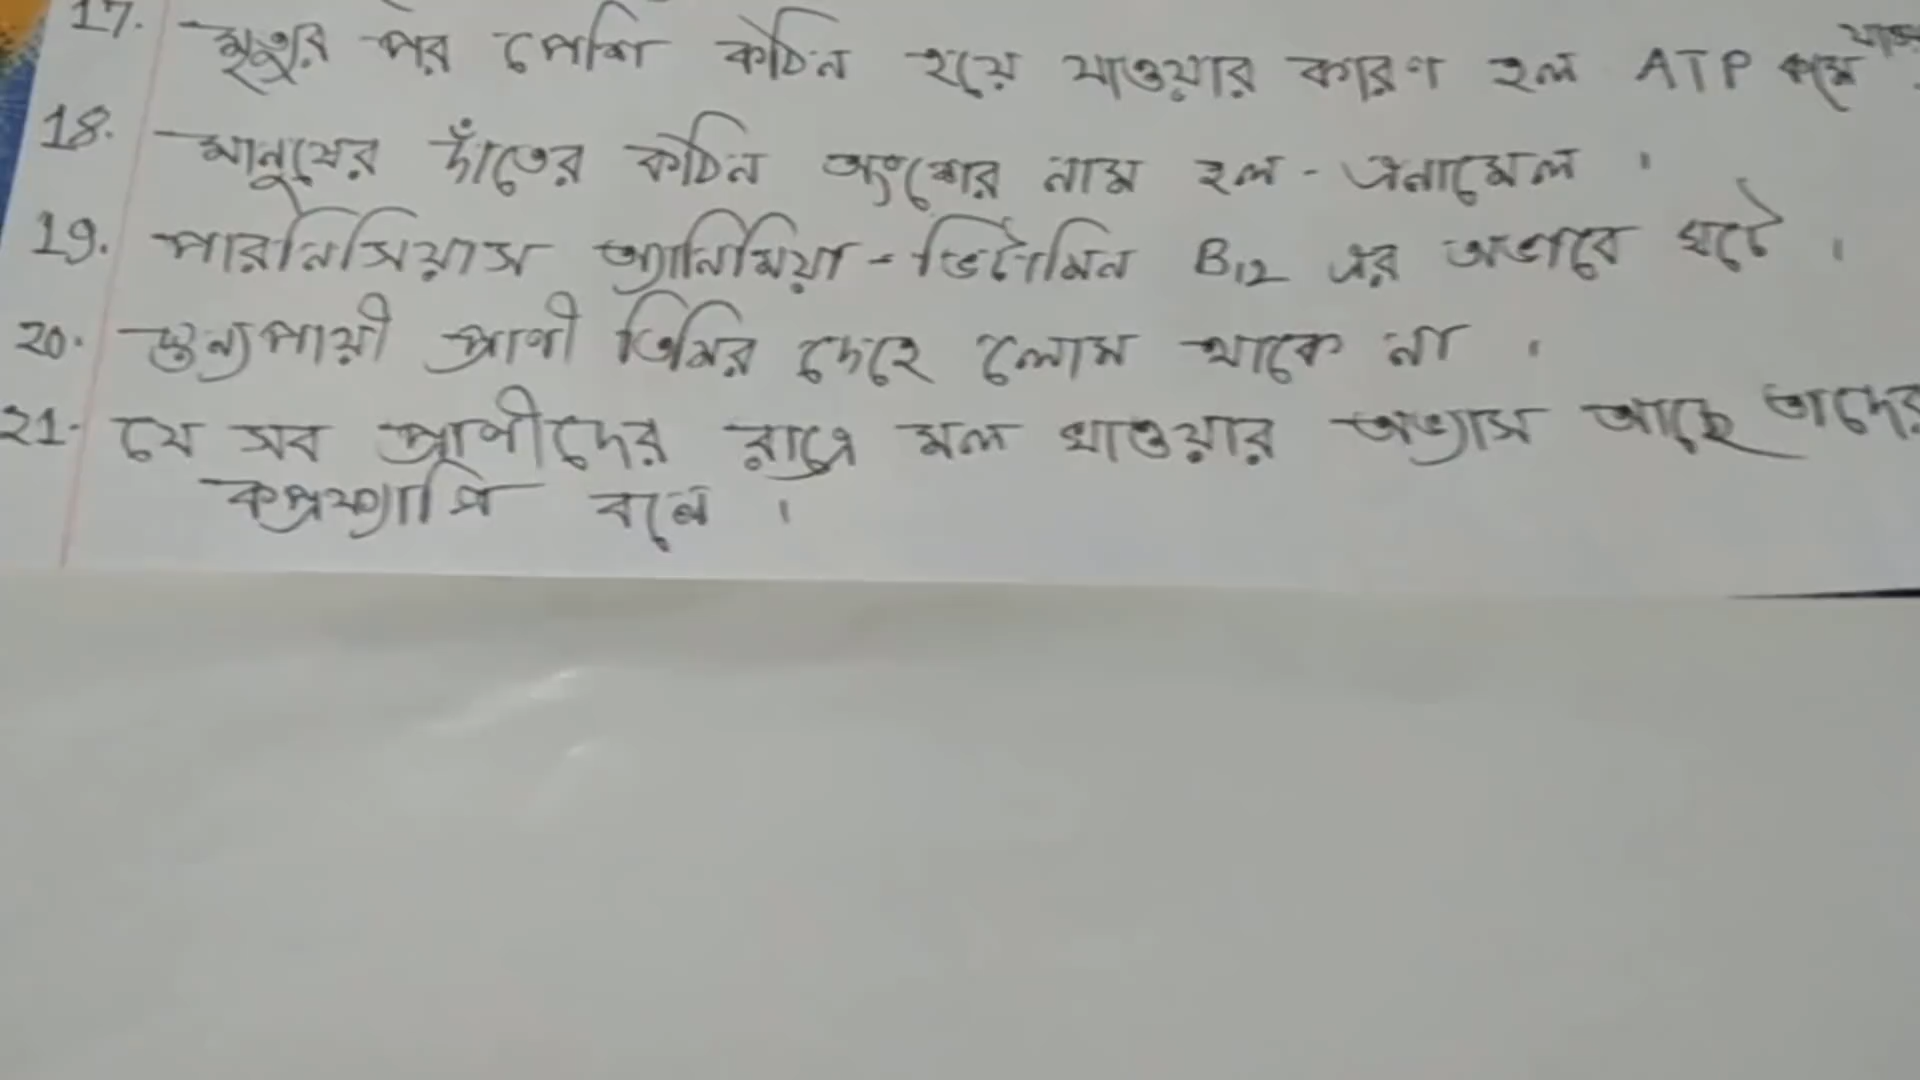 17. মৃত্যুর পর পেশি কঠিন হয়ে যাওয়ার কারণ হল ATP কমে
18. মানুষের দাঁতের কঠিন অংশের নাম হল - এনামেল ।
19. পারনিসিয়াস অ্যানিমিয়া - ভিটামিন B12 এর অভাবে ঘটে ।
20. স্তন্যপায়ী প্রাণী তিমির দেহে লোম থাকে না ।
21. যে সব প্রাণীদের রাত্রে মল খাওয়ার অভ্যাস আছে তাদের
কপ্রফ্যাগি বলে ।